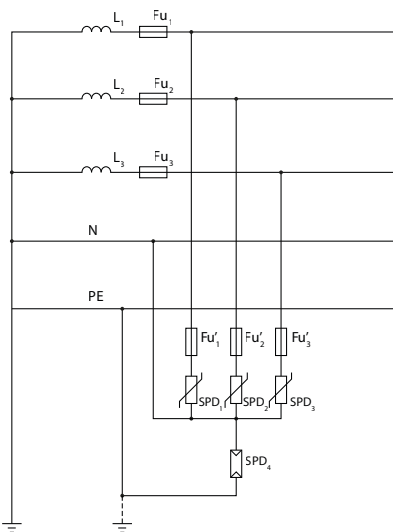 L₁ Fu₁
L₂ Fu₂
L₃ Fu₃
N
PE
Fu'₁ Fu'₂ Fu'₃
SPD₁ SPD₂ SPD₃
SPD₄